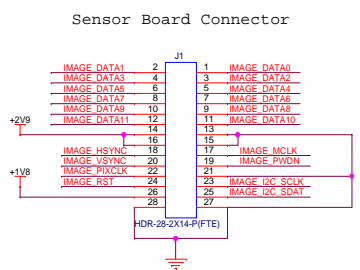 Sensor Board Connector
J1
IMAGE_DATA1 2 1 IMAGE_DATA0
IMAGE_DATA3 4 3 IMAGE_DATA2
IMAGE_DATA5 6 5 IMAGE_DATA4
IMAGE_DATA7 8 7 IMAGE_DATA6
IMAGE_DATA9 10 9 IMAGE_DATA8
IMAGE_DATA11 12 11 IMAGE_DATA10
+2V9 14 13
16 15
IMAGE_HSYNC 18 17 IMAGE_MCLK
IMAGE_VSYNC 20 19 IMAGE_PWDN
+1V8 IMAGE_PIXCLK 22 21
IMAGE_RST 24 23 IMAGE_I2C_SCLK
26 25 IMAGE_I2C_SDAT
28 27
HDR-28-2X14-P(FTE)